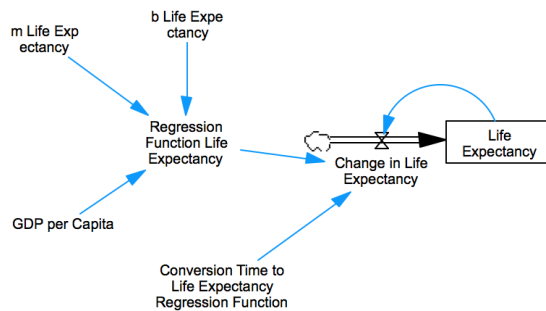 m Life Exp
ectancy
b Life Expe
ctancy
Regression
Function Life
Expectancy
Life
Expectancy
Change in Life
Expectancy
GDP per Capita
Conversion Time to
Life Expectancy
Regression Function